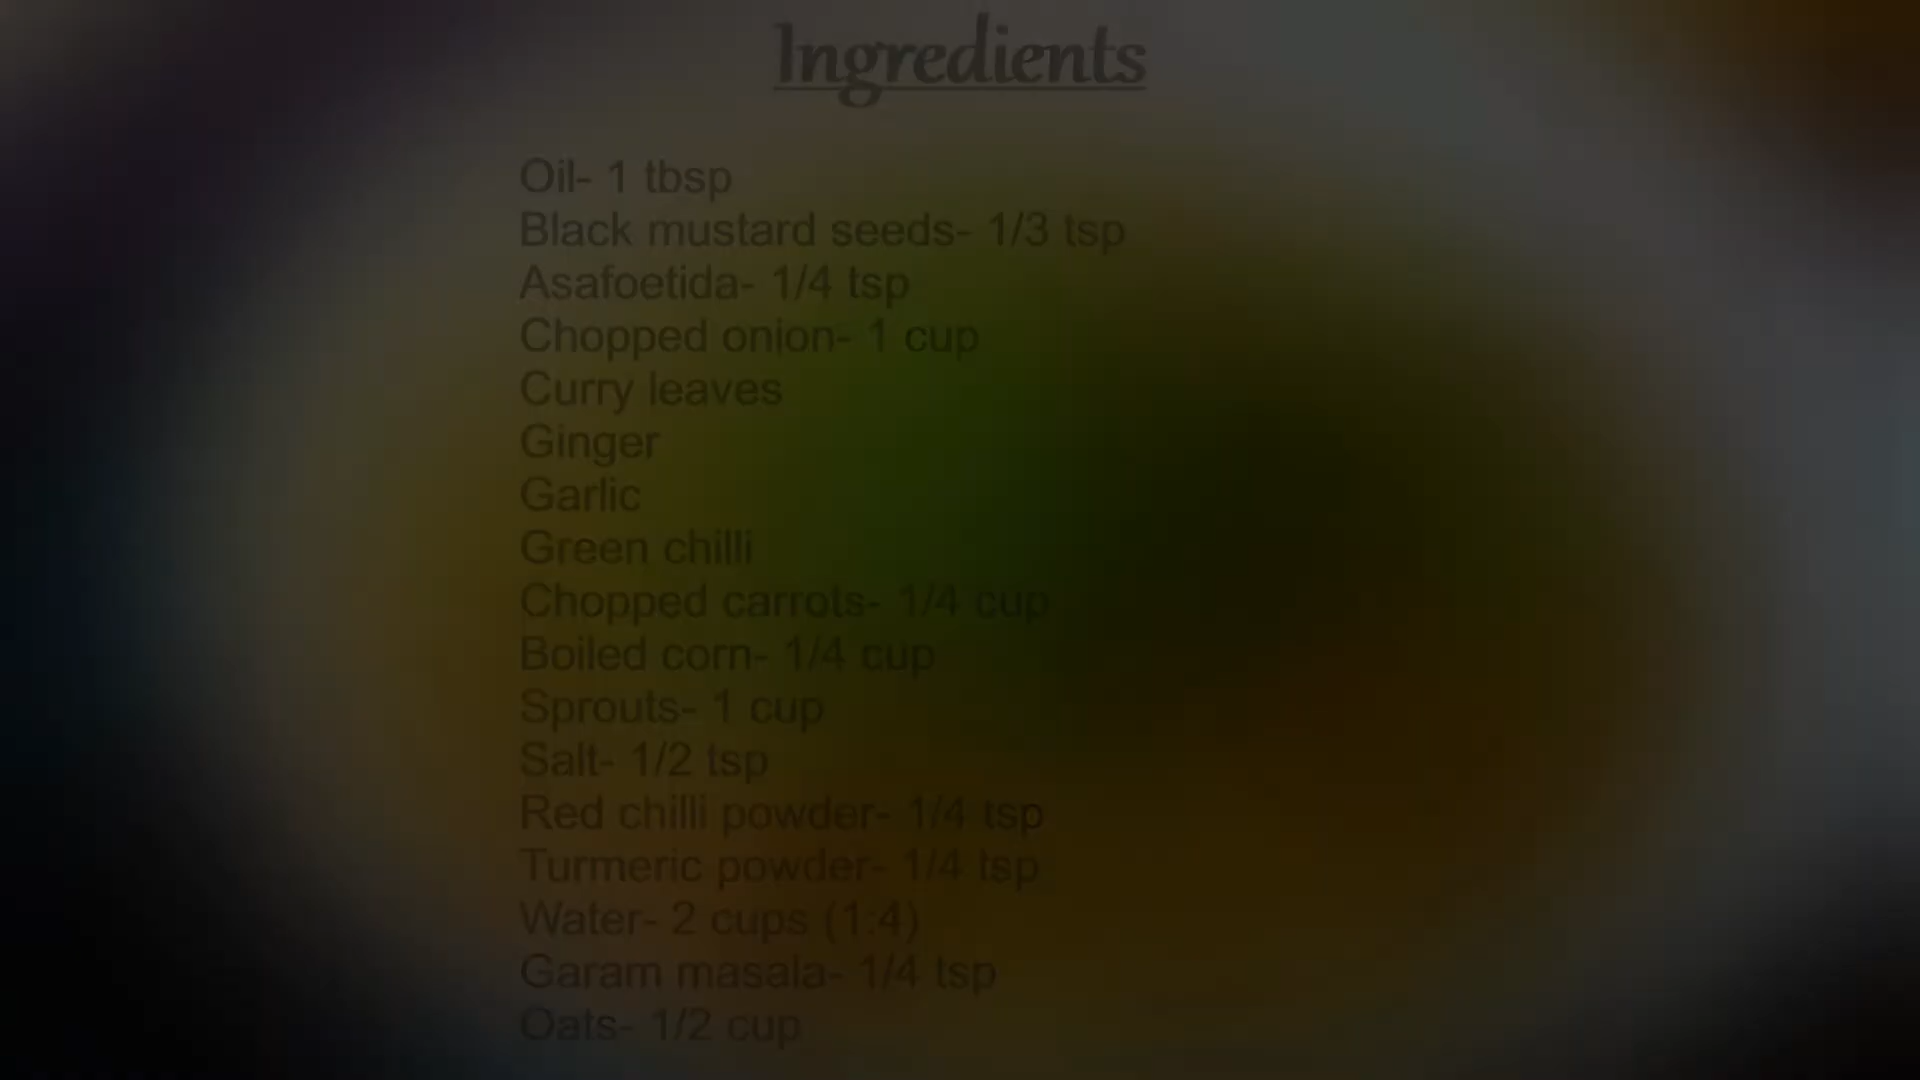 Ingredients
Oil- 1 tbsp
Black mustard seeds- 1/3 tsp
Asafoetida- 1/4 tsp
Chopped onion- 1 cup
Curry leaves
Ginger
Garlic
Green chilli
Chopped carrots- 1/4 cup
Boiled corn- 1/4 cup
Sprouts- 1 cup
Salt- 1/2 tsp
Red chilli powder- 1/4 tsp
Turmeric powder- 1/4 tsp
Water- 2 cups (1:4)
Garam masala- 1/4 tsp
Oats- 1/2 cup